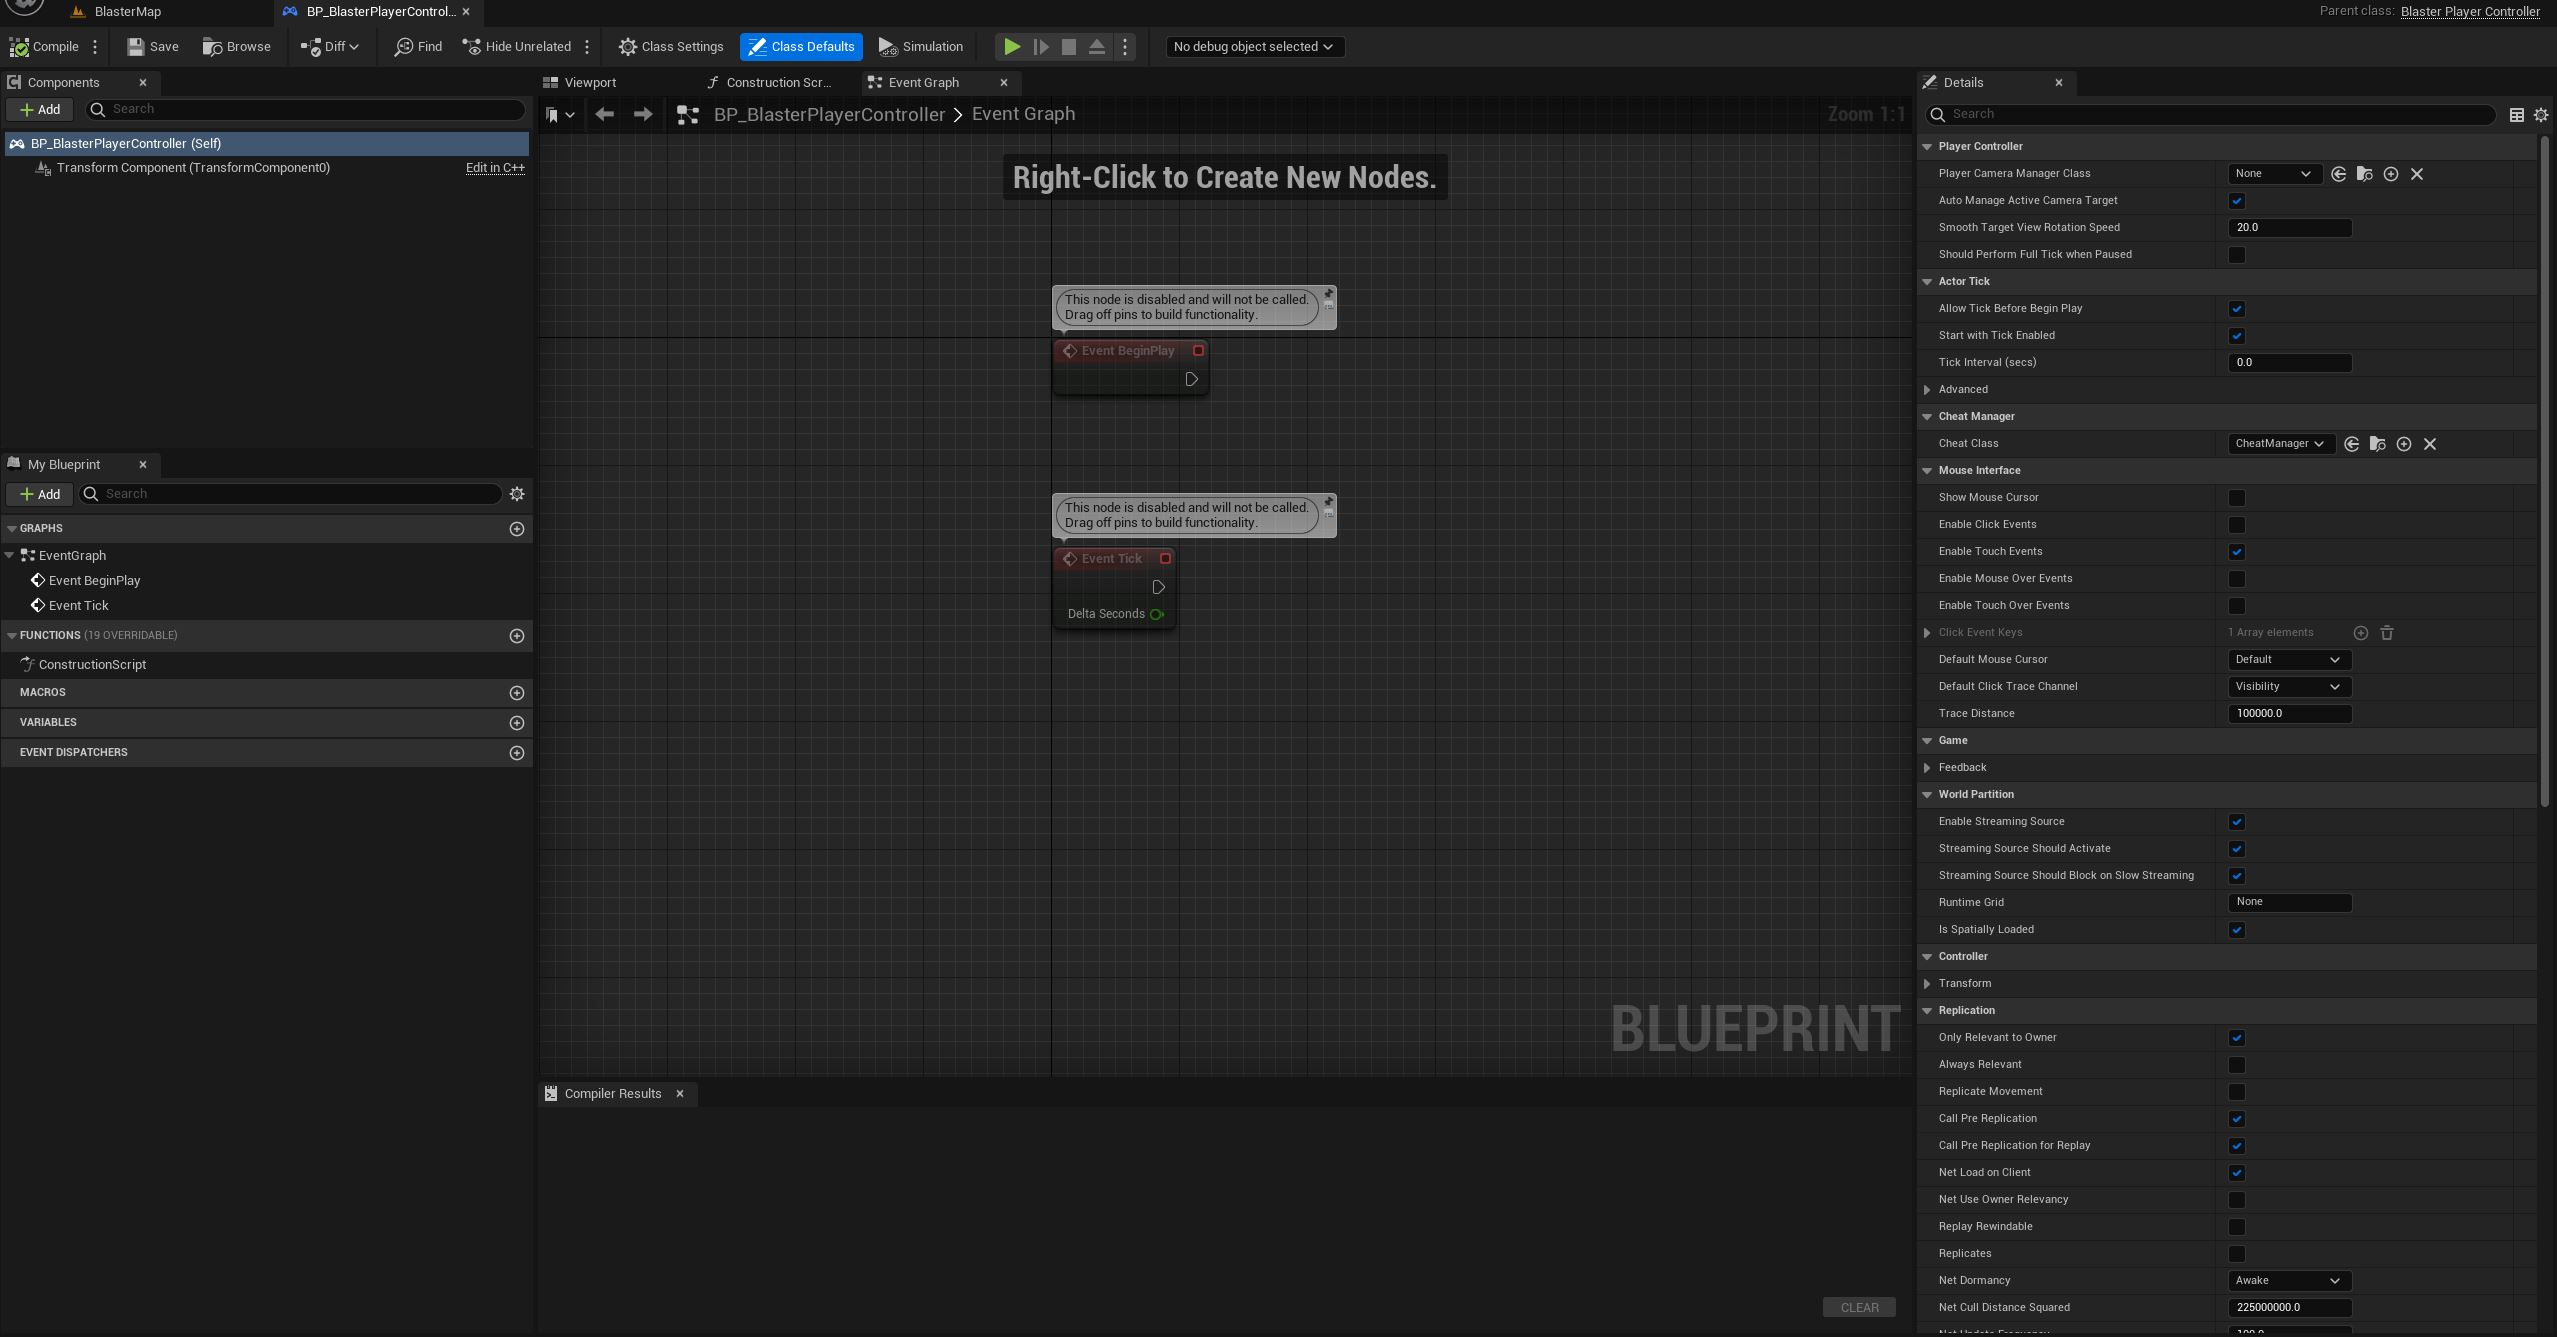 BlasterMap
BP_BlasterPlayerControl...
Parent class: Blaster Player Controller
Compile
Save
Browse
Diff
Find
Hide Unrelated
Class Settings
Class Defaults
Simulation
No debug object selected
Components
Add
Search
BP_BlasterPlayerController (Self)
Transform Component (TransformComponent0)
Edit in C++
My Blueprint
Add
Search
GRAPHS
EventGraph
Event BeginPlay
Event Tick
FUNCTIONS (19 OVERRIDABLE)
ConstructionScript
MACROS
VARIABLES
EVENT DISPATCHERS
Viewport
Construction Scr...
Event Graph
BP_BlasterPlayerController > Event Graph
Zoom 1:1
Right-Click to Create New Nodes.
This node is disabled and will not be called.
Drag off pins to build functionality.
Event BeginPlay
This node is disabled and will not be called.
Drag off pins to build functionality.
Event Tick
Delta Seconds
BLUEPRINT
Compiler Results
CLEAR
Details
Search
Player Controller
Player Camera Manager Class
None
Auto Manage Active Camera Target
Smooth Target View Rotation Speed
20.0
Should Perform Full Tick when Paused
Actor Tick
Allow Tick Before Begin Play
Start with Tick Enabled
Tick Interval (secs)
0.0
Advanced
Cheat Manager
Cheat Class
CheatManager
Mouse Interface
Show Mouse Cursor
Enable Click Events
Enable Touch Events
Enable Mouse Over Events
Enable Touch Over Events
Click Event Keys
1 Array elements
Default Mouse Cursor
Default
Default Click Trace Channel
Visibility
Trace Distance
100000.0
Game
Feedback
World Partition
Enable Streaming Source
Streaming Source Should Activate
Streaming Source Should Block on Slow Streaming
Runtime Grid
None
Is Spatially Loaded
Controller
Transform
Replication
Only Relevant to Owner
Always Relevant
Replicate Movement
Call Pre Replication
Call Pre Replication for Replay
Net Load on Client
Net Use Owner Relevancy
Replay Rewindable
Replicates
Net Dormancy
Awake
Net Cull Distance Squared
225000000.0
Net Update Frequency
100.0